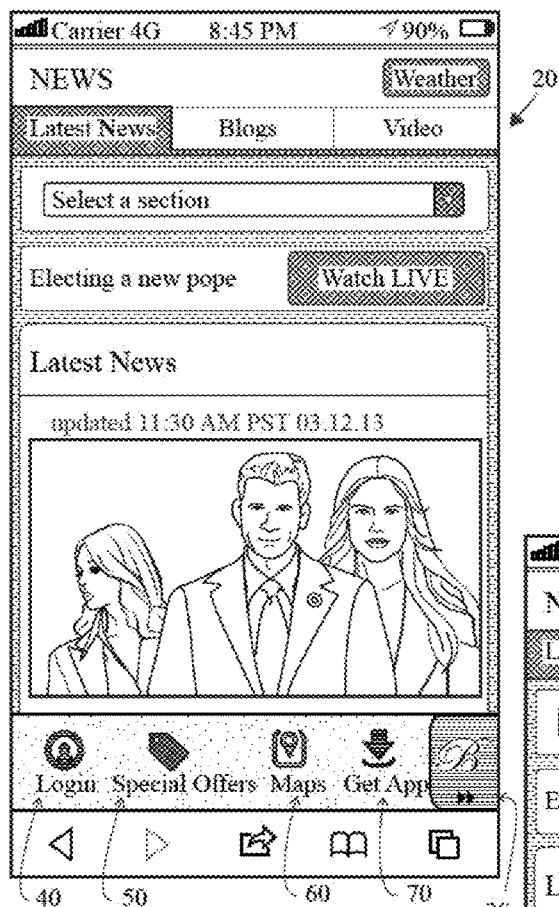 Carrier 4G 8:45 PM 90%
NEWS Weather
20
Latest News Blogs Video
Select a section
Electing a new pope Watch LIVE
Latest News
updated 11:30 AM PST 03.12.13
B
Login Special Offers Maps Get App
40 50 60 70
N
L
E
L